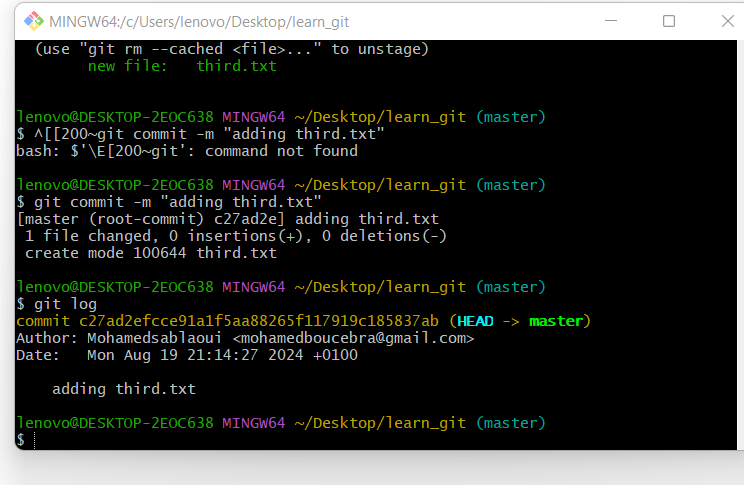 MINGW64:/c/Users/lenovo/Desktop/learn_git
(use "git rm --cached <file>..." to unstage)
new file:   third.txt
lenovo@DESKTOP-2EOC638 MINGW64 ~/Desktop/learn_git (master)
$ ^[[200~git commit -m "adding third.txt"
bash: $'\E[200~git': command not found
lenovo@DESKTOP-2EOC638 MINGW64 ~/Desktop/learn_git (master)
$ git commit -m "adding third.txt"
[master (root-commit) c27ad2e] adding third.txt
1 file changed, 0 insertions(+), 0 deletions(-)
create mode 100644 third.txt
lenovo@DESKTOP-2EOC638 MINGW64 ~/Desktop/learn_git (master)
$ git log
commit c27ad2efcce91a1f5aa88265f117919c185837ab (HEAD -> master)
Author: Mohamedsablaoui <mohamedboucebra@gmail.com>
Date:   Mon Aug 19 21:14:27 2024 +0100
adding third.txt
lenovo@DESKTOP-2EOC638 MINGW64 ~/Desktop/learn_git (master)
$